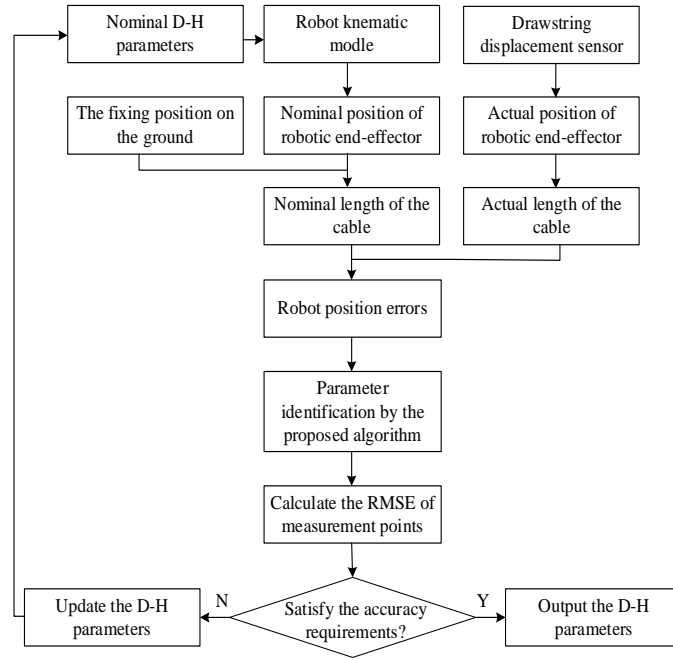 Nominal D-H
parameters
Robot knematic
modle
Drawstring
displacement sensor
The fixing position on
the ground
Nominal position of
robotic end-effector
Actual position of
robotic end-effector
Nominal length of the
cable
Actual length of the
cable
Robot position errors
Parameter
identification by the
proposed algorithm
Calculate the RMSE of
measurement points
Update the D-H
parameters
N
Satisfy the accuracy
requirements?
Y
Output the D-H
parameters